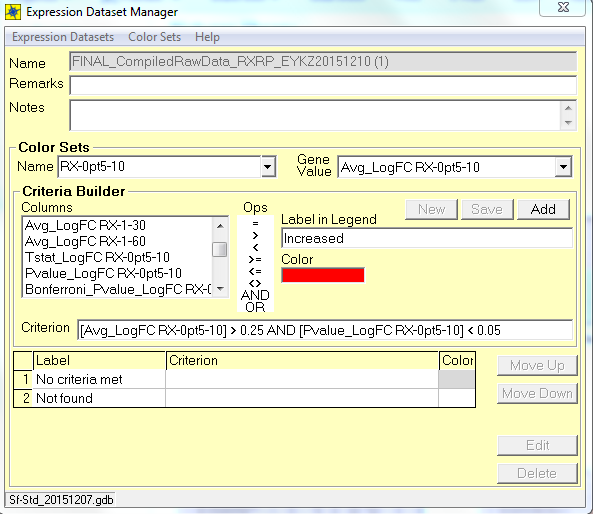 Expression Dataset Manager
Expression Datasets Color Sets Help
Name FINAL_CompiledRawData_RXRP_EYKZ20151210 (1)
Remarks
Notes
Color Sets
Name RX-0pt5-10 Gene Value Avg_LogFC RX-0pt5-10
Criteria Builder
Columns Ops
New Save Add
Label in Legend
Increased
Color
Avg_LogFC RX-1-30
Avg_LogFC RX-1-60
Tstat_LogFC RX-0pt5-10
Pvalue_LogFC RX-0pt5-10
Bonferroni_Pvalue_LogFC RX-0
=
>
<
>=
<=
<>
AND
OR
Criterion [Avg_LogFC RX-0pt5-10] > 0.25 AND [Pvalue_LogFC RX-0pt5-10] < 0.05
Label Criterion Color
1 No criteria met
2 Not found
Move Up
Move Down
Edit
Delete
Sf-Std_20151207.gdb